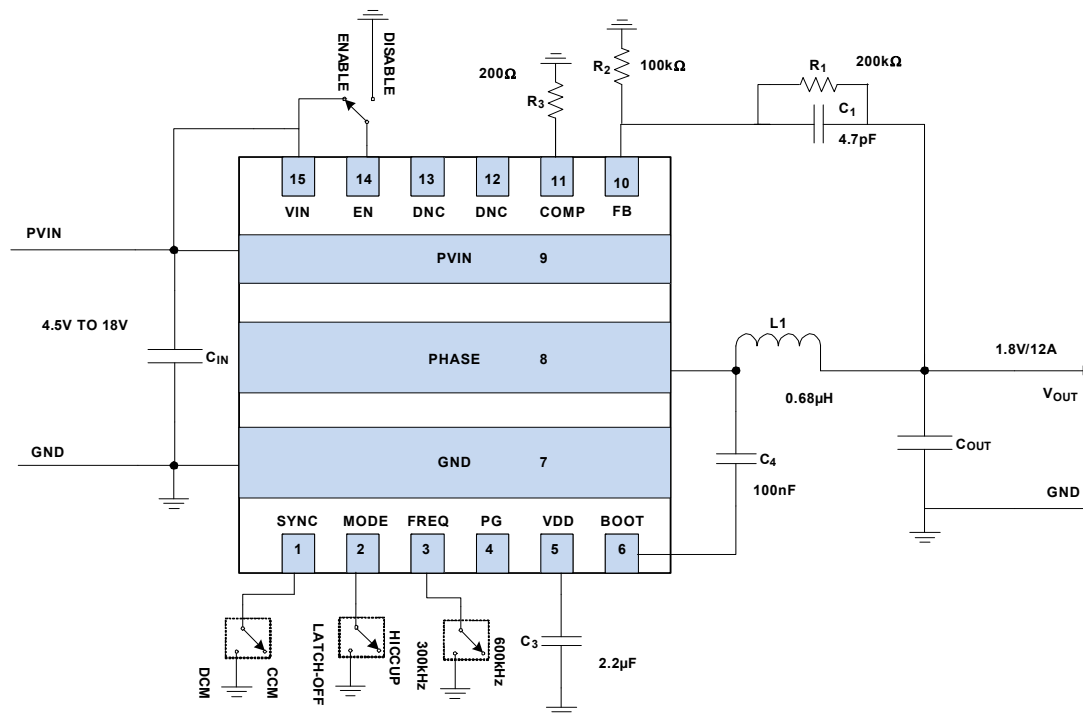 ENABLE
DISABLE
200Ω
R3
R2
100kΩ
R1
200kΩ
C1
4.7pF
15
14
13
12
11
10
VIN
EN
DNC
DNC
COMP
FB
PVIN
PVIN 9
4.5V TO 18V
CIN
PHASE 8
L1
0.68µH
1.8V/12A
VOUT
GND
GND 7
C4
100nF
COUT
GND
SYNC
MODE
FREQ
PG
VDD
BOOT
1
2
3
4
5
6
DCM
CCM
LATCH-OFF
HICCUP
300kHz
600kHz
C3
2.2µF